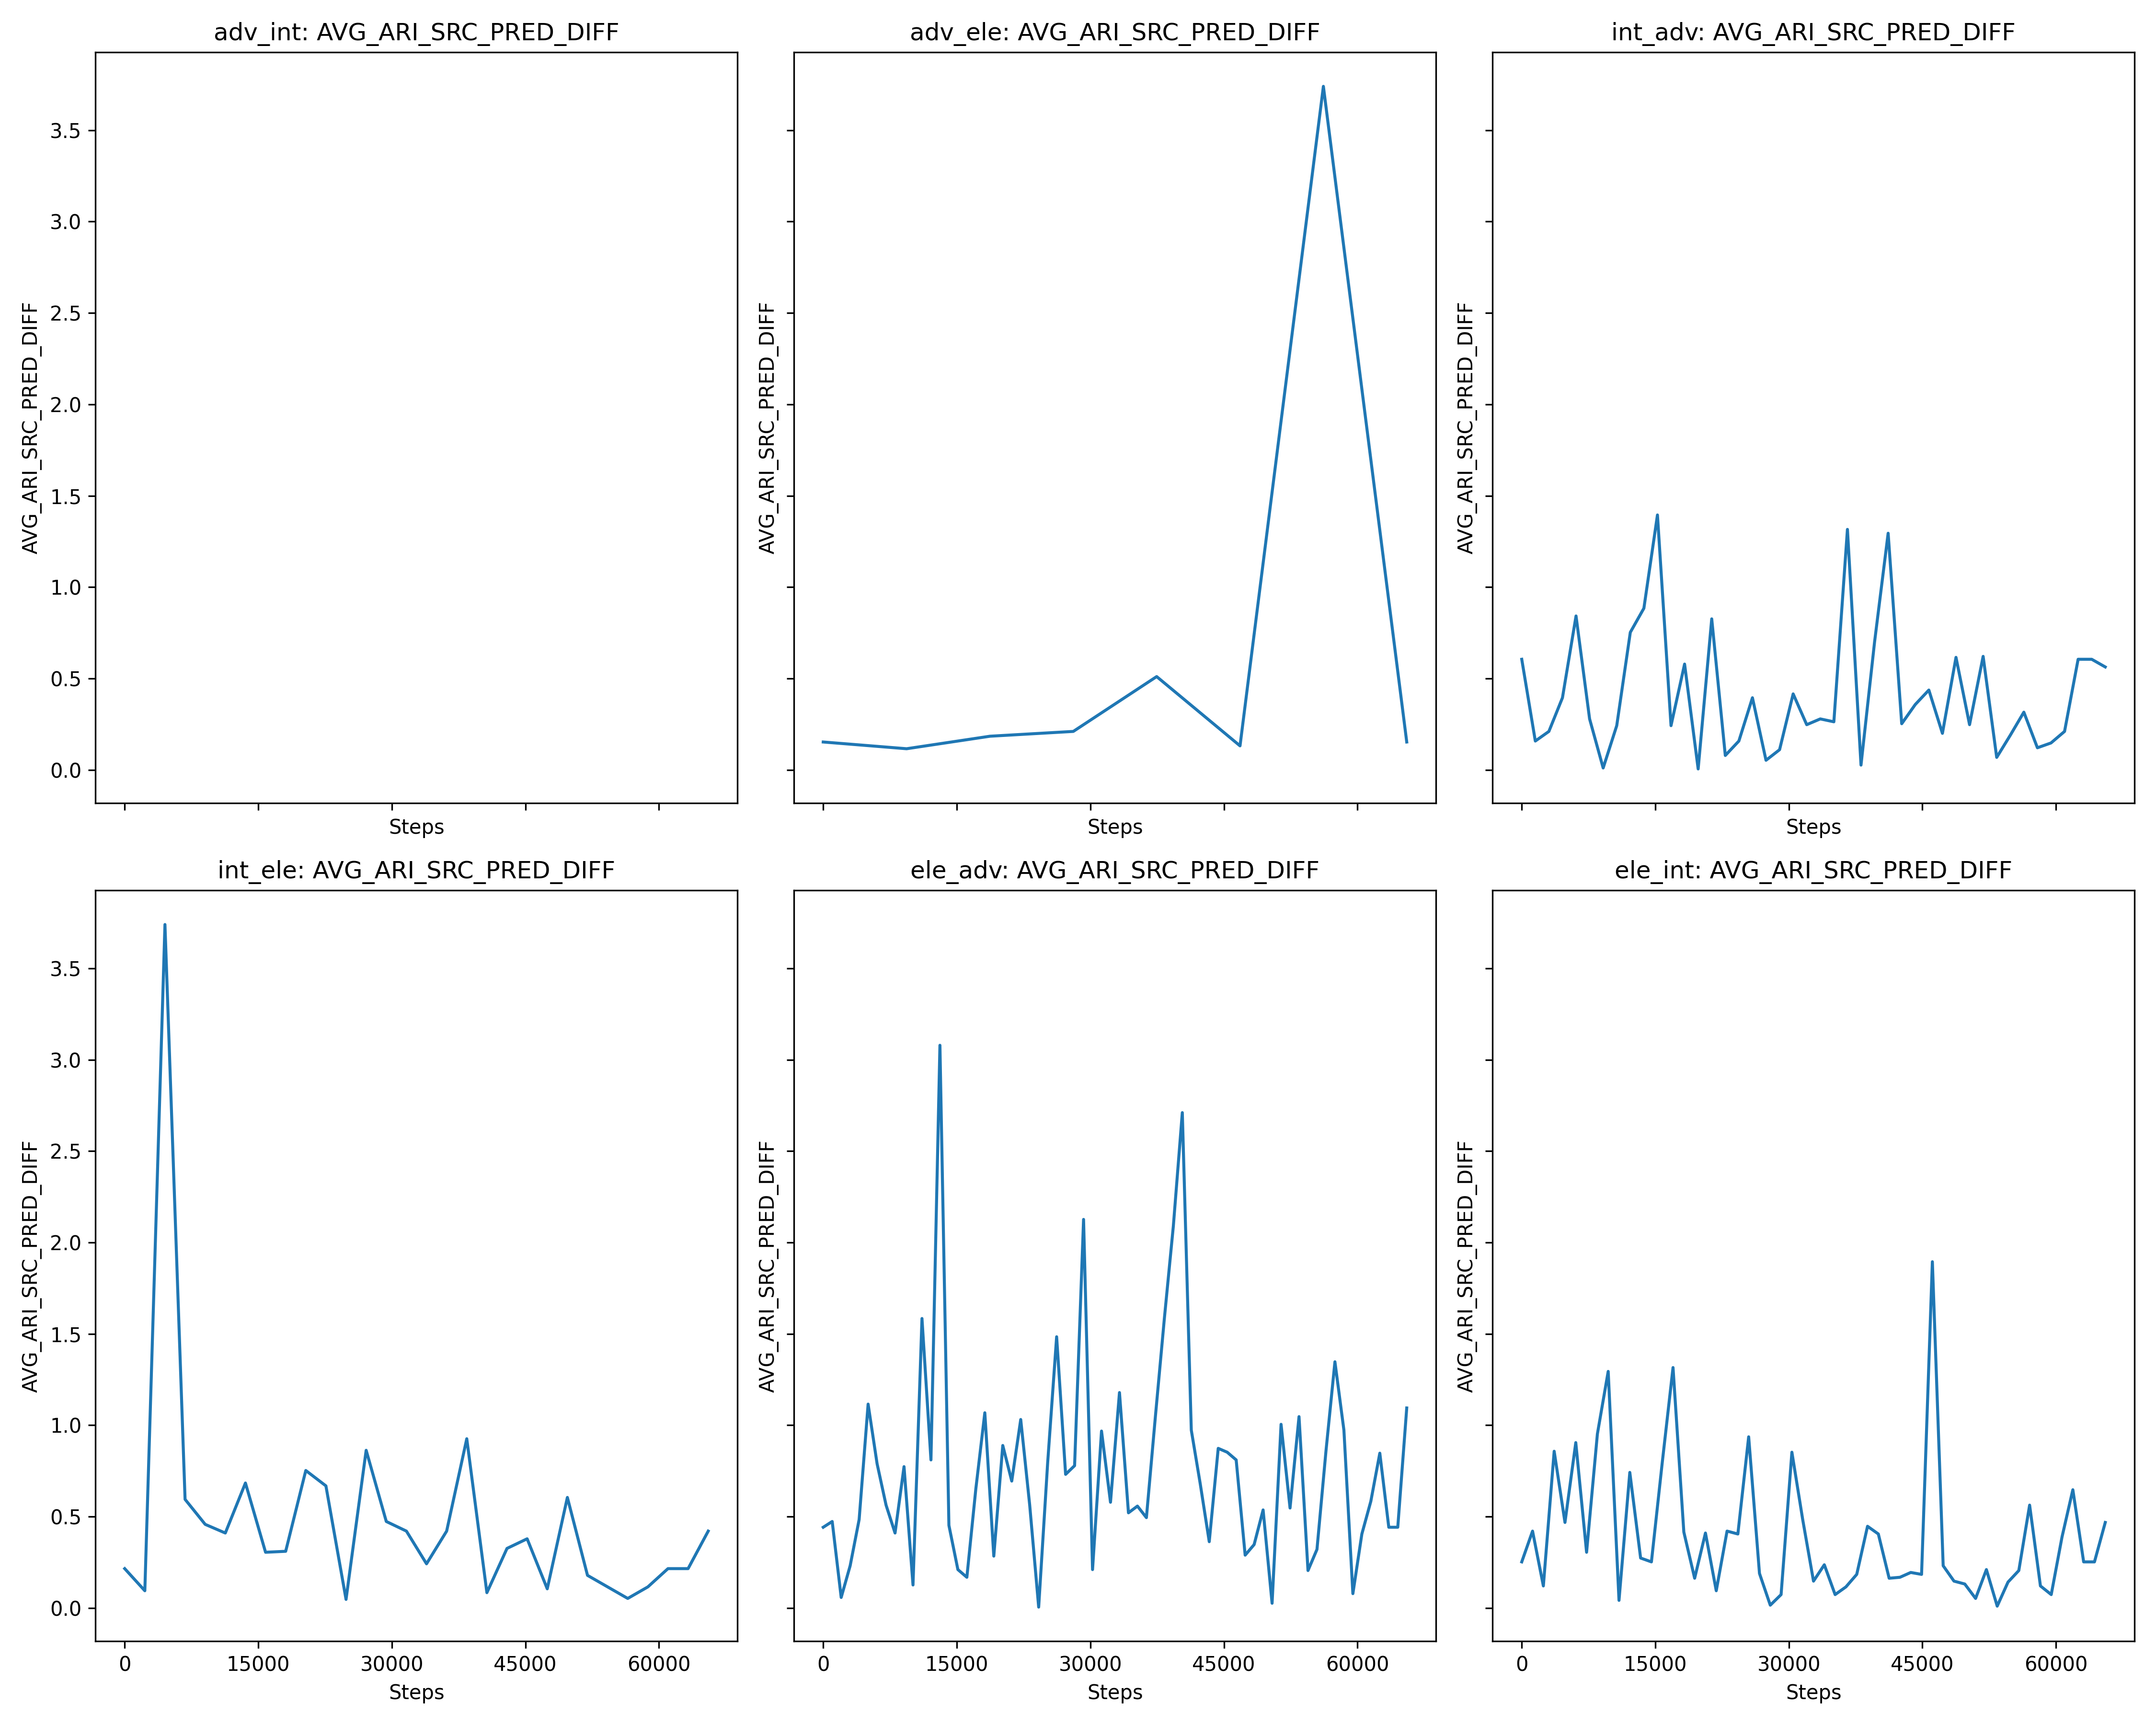 adv_int: AVG_ARI_SRC_PRED_DIFF
AVG_ARI_SRC_PRED_DIFF
3.5
3.0
2.5
2.0
1.5
1.0
0.5
0.0
Steps
adv_ele: AVG_ARI_SRC_PRED_DIFF
AVG_ARI_SRC_PRED_DIFF
Steps
int_adv: AVG_ARI_SRC_PRED_DIFF
AVG_ARI_SRC_PRED_DIFF
Steps
int_ele: AVG_ARI_SRC_PRED_DIFF
AVG_ARI_SRC_PRED_DIFF
3.5
3.0
2.5
2.0
1.5
1.0
0.5
0.0
0 15000 30000 45000 60000
Steps
ele_adv: AVG_ARI_SRC_PRED_DIFF
AVG_ARI_SRC_PRED_DIFF
0 15000 30000 45000 60000
Steps
ele_int: AVG_ARI_SRC_PRED_DIFF
AVG_ARI_SRC_PRED_DIFF
0 15000 30000 45000 60000
Steps